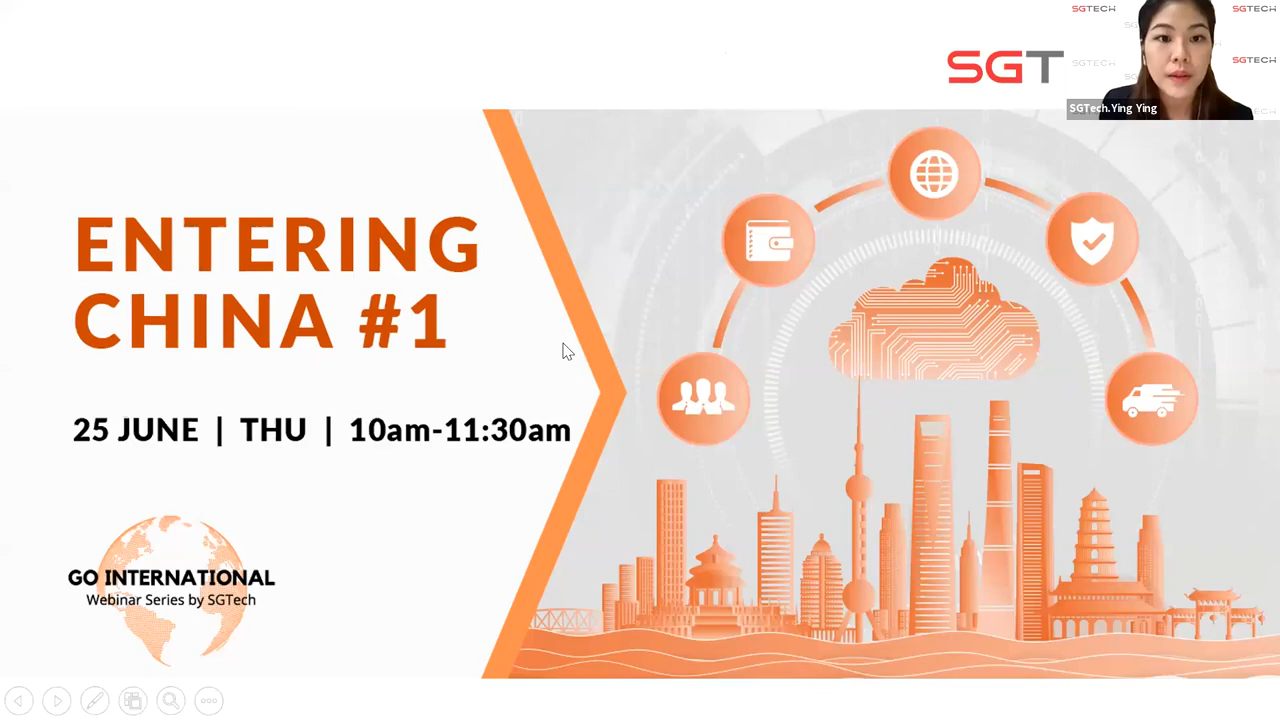 SGTECH
SGTECH
SGT
SGTECH
SGTECH
SGTech.Ying Ying
ENTERING
CHINA #1
25 JUNE | THU | 10am-11:30am
GO INTERNATIONAL
Webinar Series by SGTech